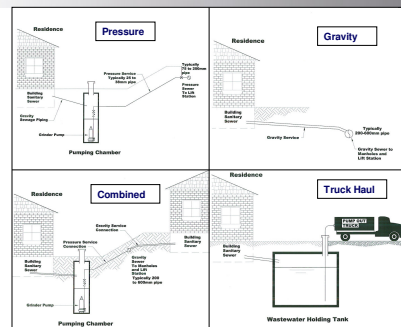 Residence
Pressure
Pressure Service
Typically 25 to
38mm pipe
Typically
75 to 200mm
pipe
Pressure
Sewer
To Lift
Station
Building
Sanitary
Sewer
Gravity
Sewage Piping
Grinder Pump
Pumping Chamber
Residence
Gravity
Building
Sanitary
Sewer
Gravity Service
Typically
200-600mm pipe
Gravity Sewer to
Manholes and
Lift Station
Residence
Combined
Residence
Gravity Service
Connection
Pressure Service
Connection
Building
Sanitary
Sewer
Gravity
Sewer
To Manholes
and Lift
Station
Typically 200
to 600mm pipe
Building
Sanitary
Sewer
Grinder Pump
Pumping Chamber
Residence
Truck Haul
PUMP OUT
TRUCK
Building
Sanitary
Sewer
Wastewater Holding Tank